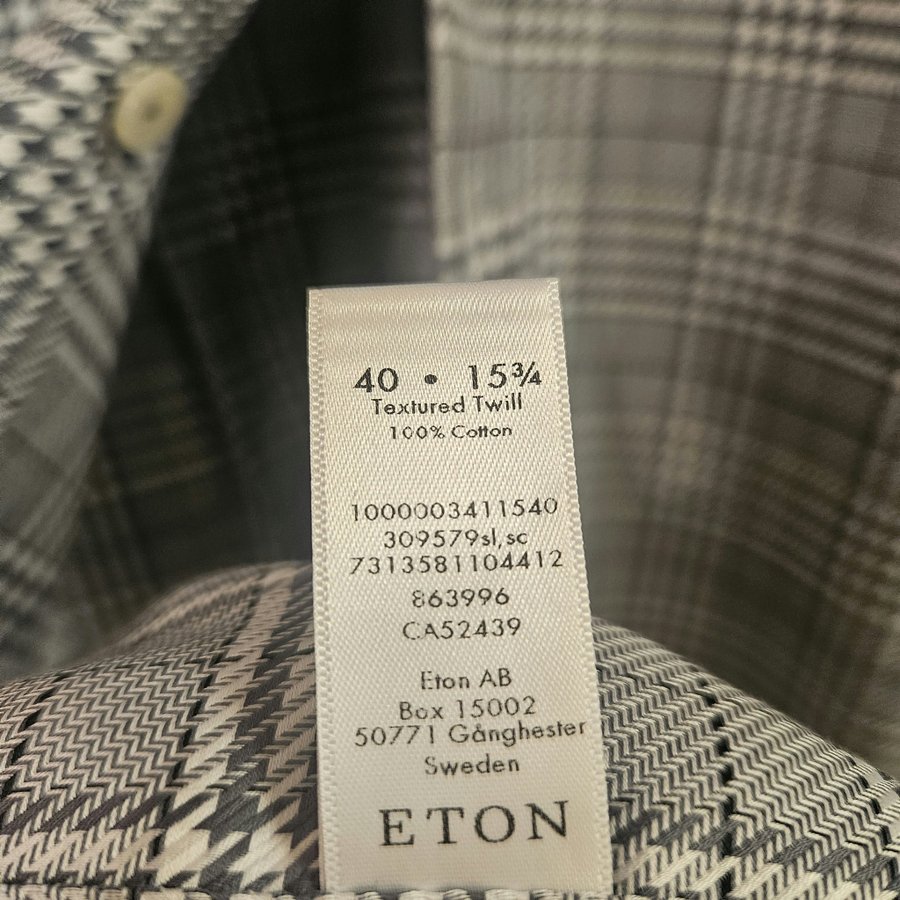 40 • 15¾
Textured Twill
100% Cotton
1000003411540
309579sl,sc
7313581104412
863996
CA52439
Eton AB
Box 15002
50771 Gånghester
Sweden
ETON